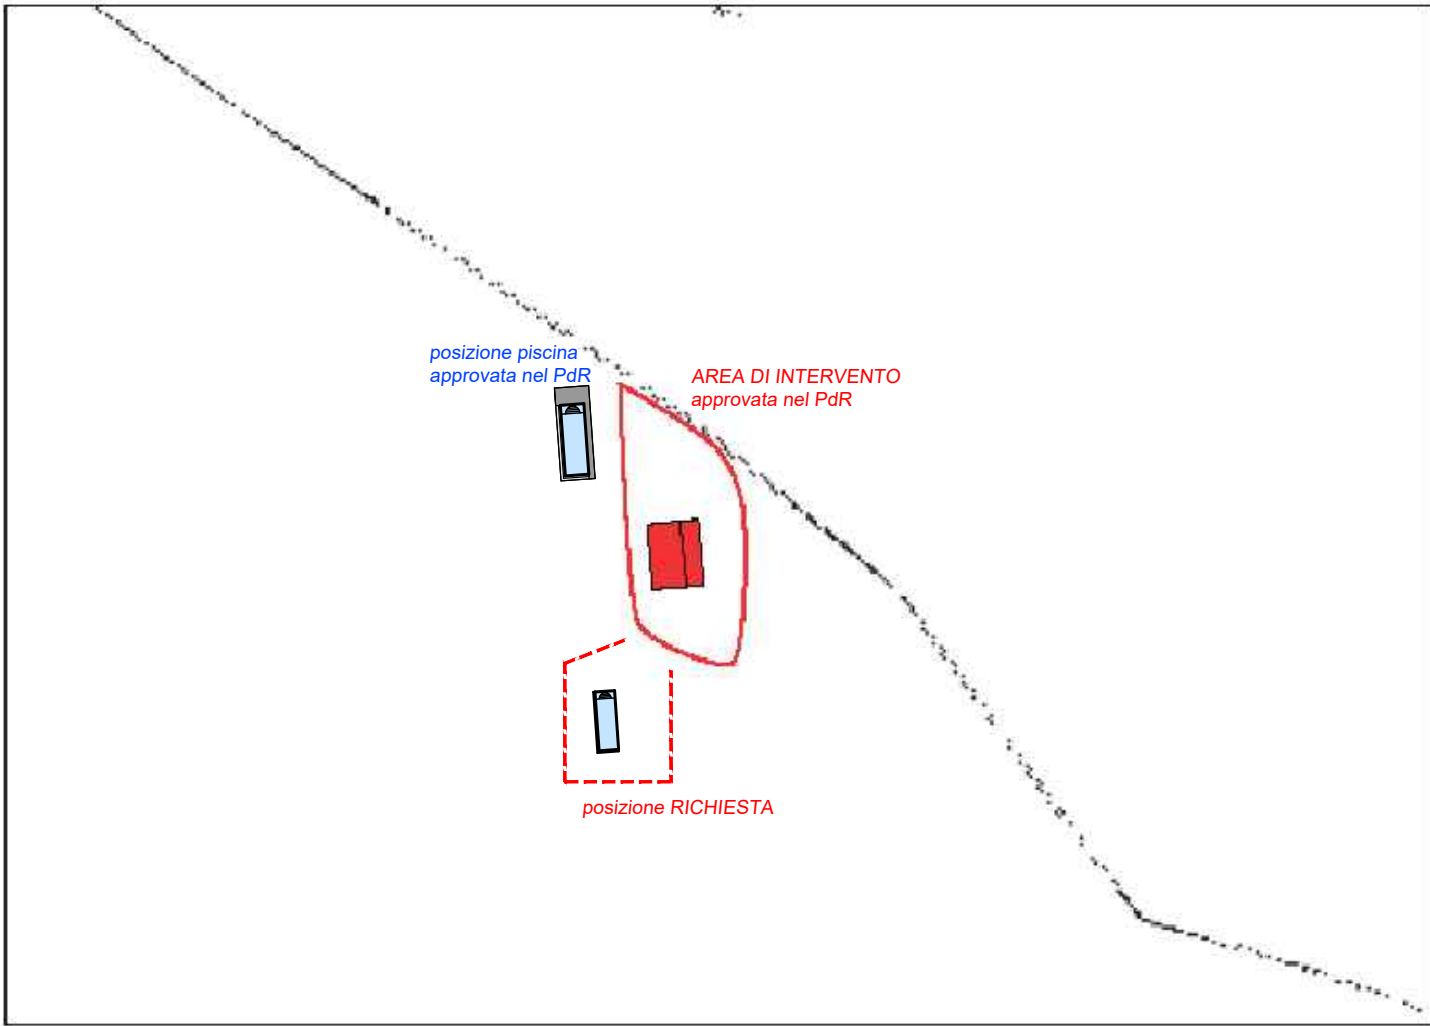 posizione piscina
approvata nel PdR
AREA DI INTERVENTO
approvata nel PdR
posizione RICHIESTA